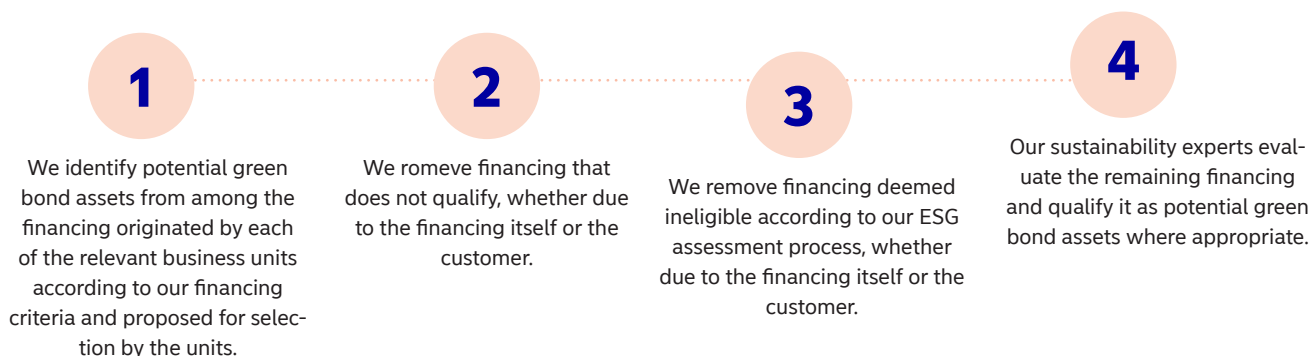 1
We identify potential green
bond assets from among the
financing originated by each
of the relevant business units
according to our financing
criteria and proposed for selec-
tion by the units.
2
We romeve financing that
does not qualify, whether due
to the financing itself or the
customer.
3
We remove financing deemed
ineligible according to our ESG
assessment process, whether
due to the financing itself or the
customer.
4
Our sustainability experts eval-
uate the remaining financing
and qualify it as potential green
bond assets where appropriate.